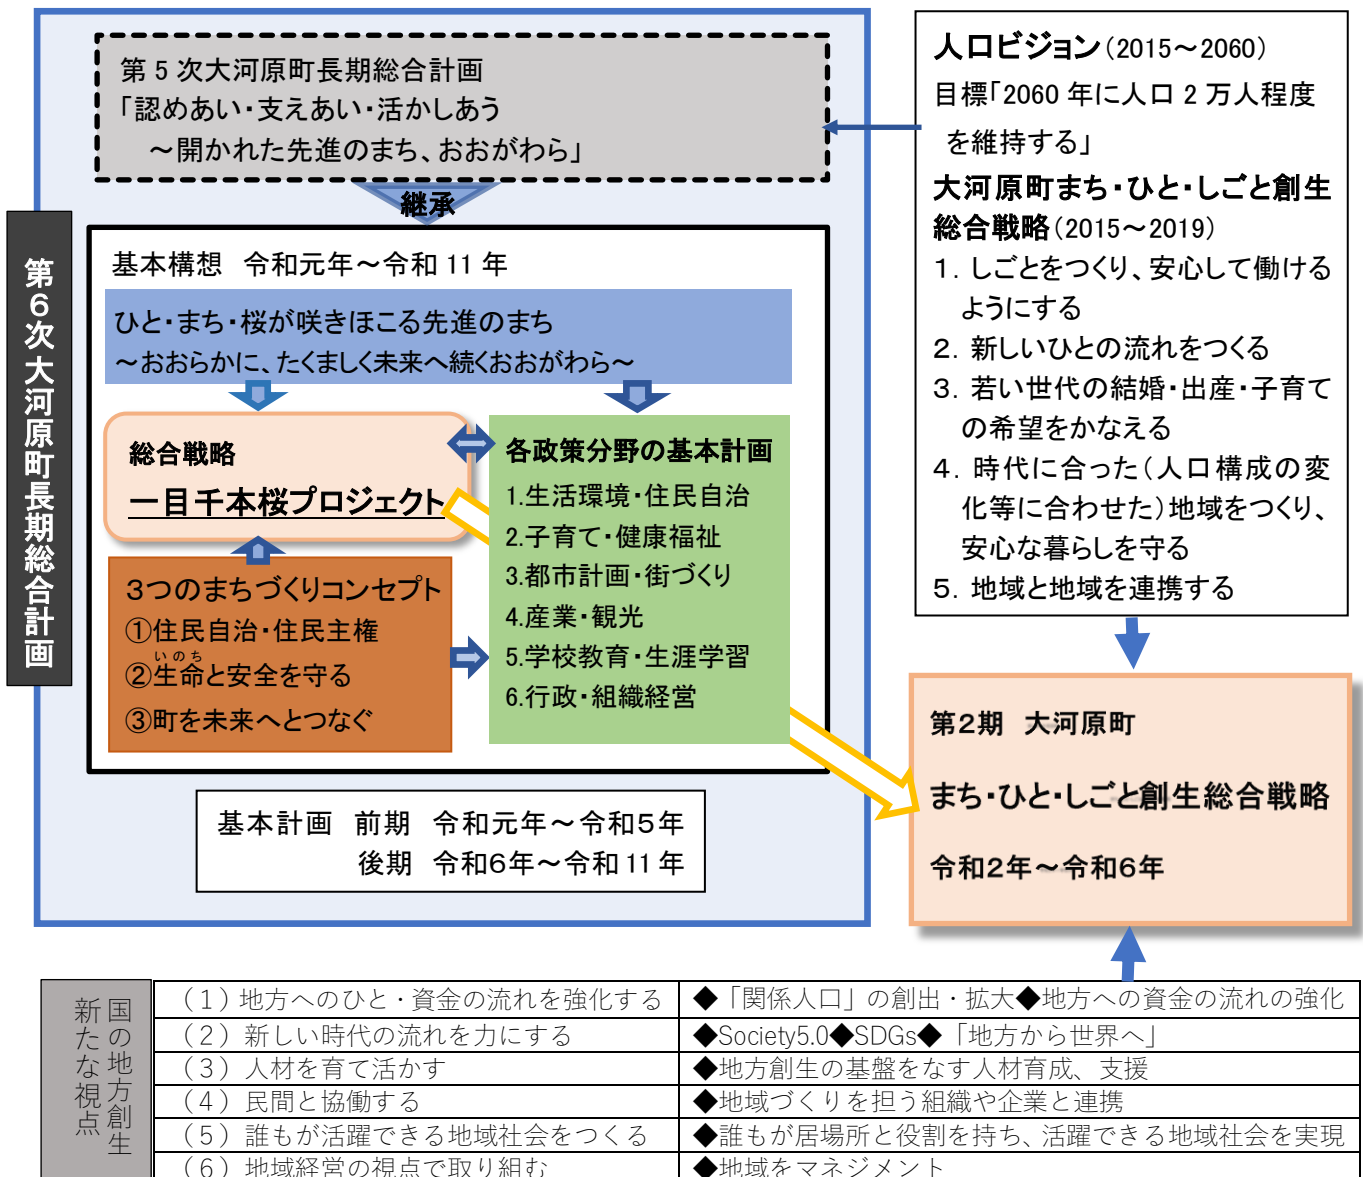 第５次大河原町長期総合計画
「認めあい・支えあい・活かしあう
～開かれた先進のまち、おおがわら」
継承
第６次大河原町長期総合計画
基本構想 令和元年～令和 11 年
ひと・まち・桜が咲きほこる先進のまち
～おおらかに、たくましく未来へ続くおおがわら～
総合戦略
一目千本桜プロジェクト
３つのまちづくりコンセプト
①住民自治・住民主権
いのち
②生命と安全を守る
③町を未来へとつなぐ
各政策分野の基本計画
1.生活環境・住民自治
2.子育て・健康福祉
3.都市計画・街づくり
4.産業・観光
5.学校教育・生涯学習
6.行政・組織経営
基本計画 前期 令和元年～令和５年
後期 令和６年～令和 11 年
人口ビジョン（2015～2060）
目標「2060 年に人口 2 万人程度
を維持する」
大河原町まち・ひと・しごと創生
総合戦略（2015～2019）
１．しごとをつくり、安心して働ける
ようにする
２．新しいひとの流れをつくる
３．若い世代の結婚・出産・子育て
の希望をかなえる
４．時代に合った（人口構成の変
化等に合わせた）地域をつくり、
安心な暮らしを守る
５．地域と地域を連携する
第２期 大河原町
まち・ひと・しごと創生総合戦略
令和２年～令和６年
国の地方創生
新たな視点
（１）地方へのひと・資金の流れを強化する ◆「関係人口」の創出・拡大◆地方への資金の流れの強化
（２）新しい時代の流れを力にする ◆Society5.0◆SDGs◆「地方から世界へ」
（３）人材を育て活かす ◆地方創生の基盤をなす人材育成、支援
（４）民間と協働する ◆地域づくりを担う組織や企業と連携
（５）誰もが活躍できる地域社会をつくる ◆誰もが居場所と役割を持ち、活躍できる地域社会を実現
（６）地域経営の視点で取り組む ◆地域をマネジメント